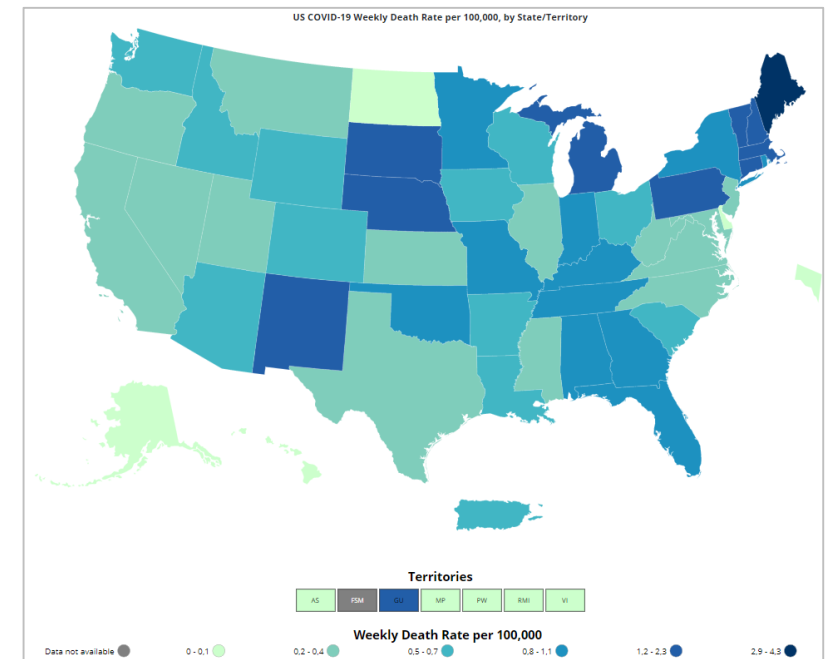 US COVID-19 Weekly Death Rate per 100,000, by State/Territory
Territories
AS FSM GU MP PW RMI VI
Weekly Death Rate per 100,000
Data not available 0 - 0.1 0.2 - 0.4 0.5 - 0.7 0.8 - 1.1 1.2 - 2.3 2.9 - 4.3